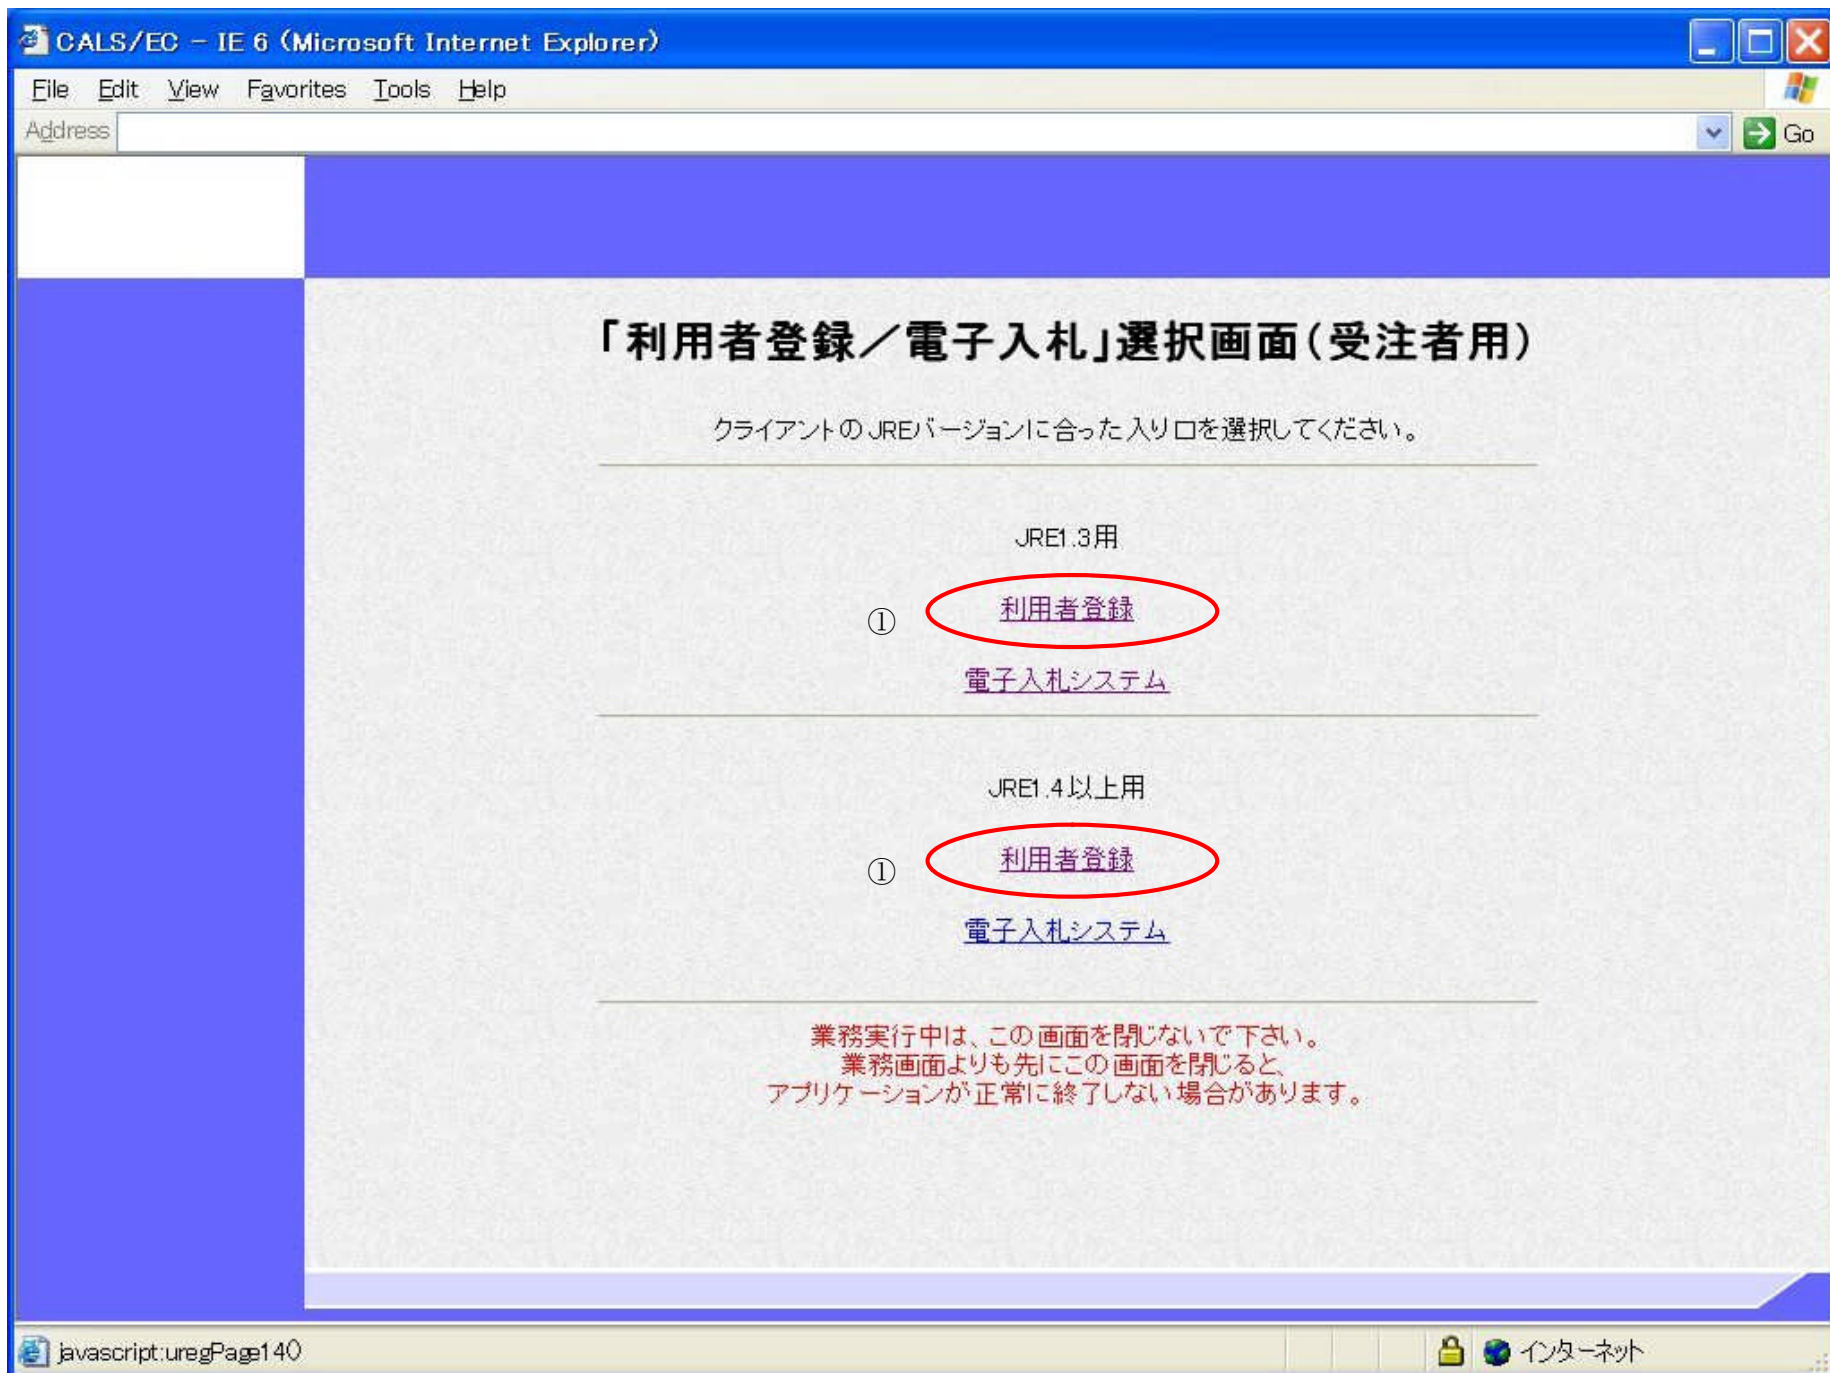 CALS/EC - IE 6 (Microsoft Internet Explorer)
File Edit View Favorites Tools Help
Address Go
「利用者登録／電子入札」選択画面(受注者用)
クライアントのJREバージョンに合った入り口を選択してください。
JRE1.3用
① 利用者登録
電子入札システム
JRE1.4以上用
① 利用者登録
電子入札システム
業務実行中は、この画面を閉じないで下さい。
業務画面よりも先にこの画面を閉じると、
アプリケーションが正常に終了しない場合があります。
javascript:uregPage14() インターネット